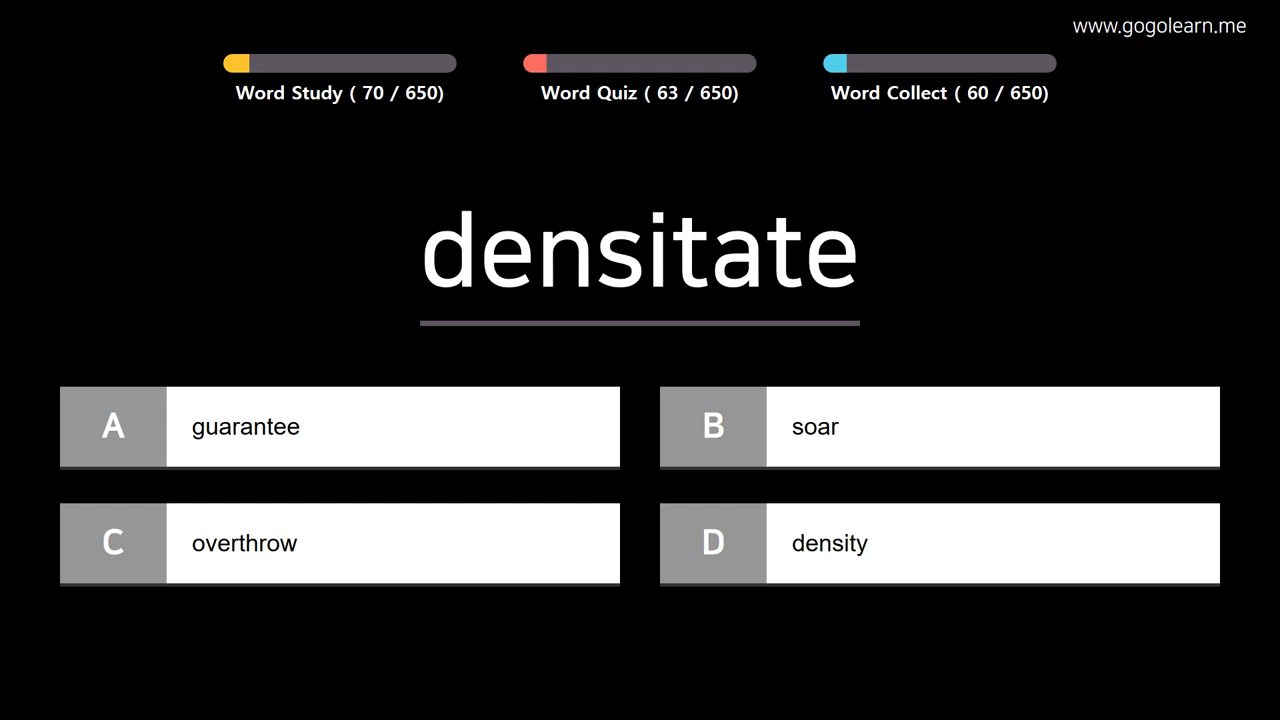 www.gogolearn.me
Word Study ( 70 / 650)
Word Quiz ( 63 / 650)
Word Collect ( 60 / 650)
densitate
A guarantee
B soar
C overthrow
D density